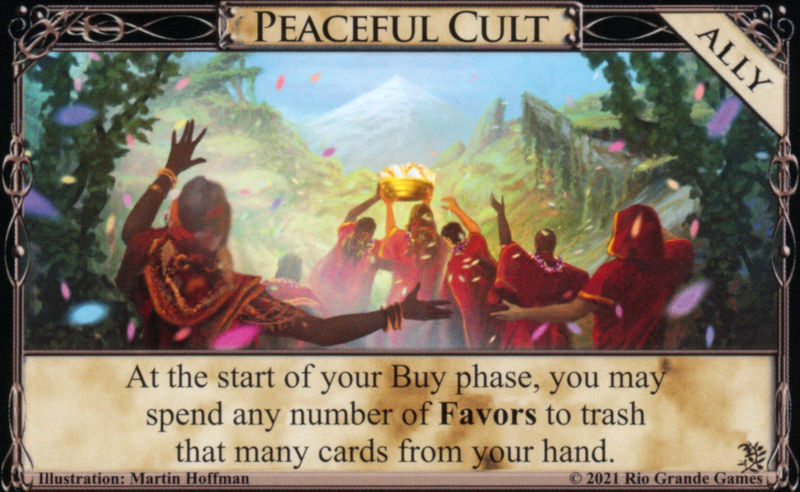 PEACEFUL CULT
ALLY
At the start of your Buy phase, you may
spend any number of Favors to trash
that many cards from your hand.
Illustration: Martin Hoffman
© 2021 Rio Grande Games